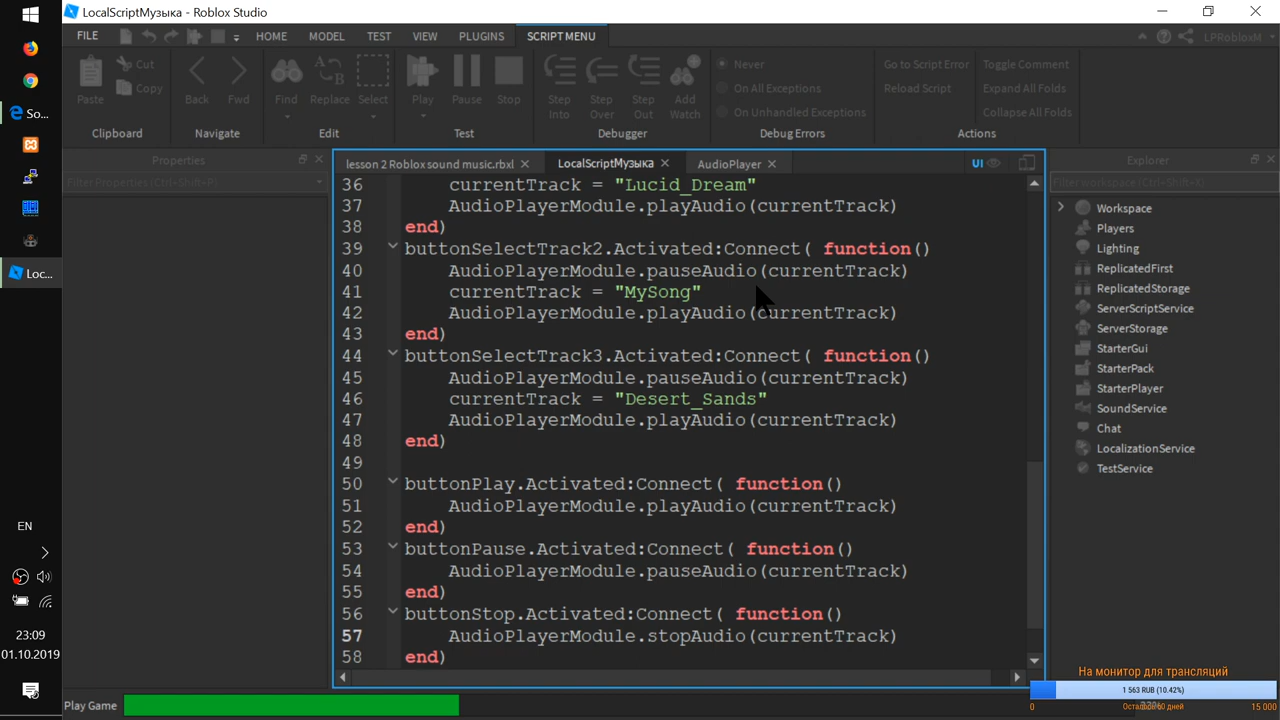 LocalScriptМузыка - Roblox Studio
FILE HOME MODEL TEST VIEW PLUGINS SCRIPT MENU LPRobloxM
Paste Cut Copy Back Fwd Find Replace Select Play Pause Stop Step Into Step Over Step Out Add Watch
Never
On All Exceptions
On Unhandled Exceptions
Go to Script Error
Reload Script
Toggle Comment
Expand All Folds
Collapse All Folds
Clipboard Navigate Edit Test Debugger Debug Errors Actions
Properties
Filter Properties (Ctrl+Shift+P)
lesson 2 Roblox sound music.rbxl LocalScriptМузыка AudioPlayer UI
36 currentTrack = "Lucid_Dream"
37 AudioPlayerModule.playAudio(currentTrack)
38 end)
39 buttonSelectTrack2.Activated:Connect( function()
40 AudioPlayerModule.pauseAudio(currentTrack)
41 currentTrack = "MySong"
42 AudioPlayerModule.playAudio(currentTrack)
43 end)
44 buttonSelectTrack3.Activated:Connect( function()
45 AudioPlayerModule.pauseAudio(currentTrack)
46 currentTrack = "Desert_Sands"
47 AudioPlayerModule.playAudio(currentTrack)
48 end)
49
50 buttonPlay.Activated:Connect( function()
51 AudioPlayerModule.playAudio(currentTrack)
52 end)
53 buttonPause.Activated:Connect( function()
54 AudioPlayerModule.pauseAudio(currentTrack)
55 end)
56 buttonStop.Activated:Connect( function()
57 AudioPlayerModule.stopAudio(currentTrack)
58 end)
Explorer
Filter workspace (Ctrl+Shift+X)
Workspace
Players
Lighting
ReplicatedFirst
ReplicatedStorage
ServerScriptService
ServerStorage
StarterGui
StarterPack
StarterPlayer
SoundService
Chat
LocalizationService
TestService
So...
Loc...
EN
23:09
01.10.2019
Play Game
На монитор для трансляций
1 563 RUB (10.42%)
0 15 000